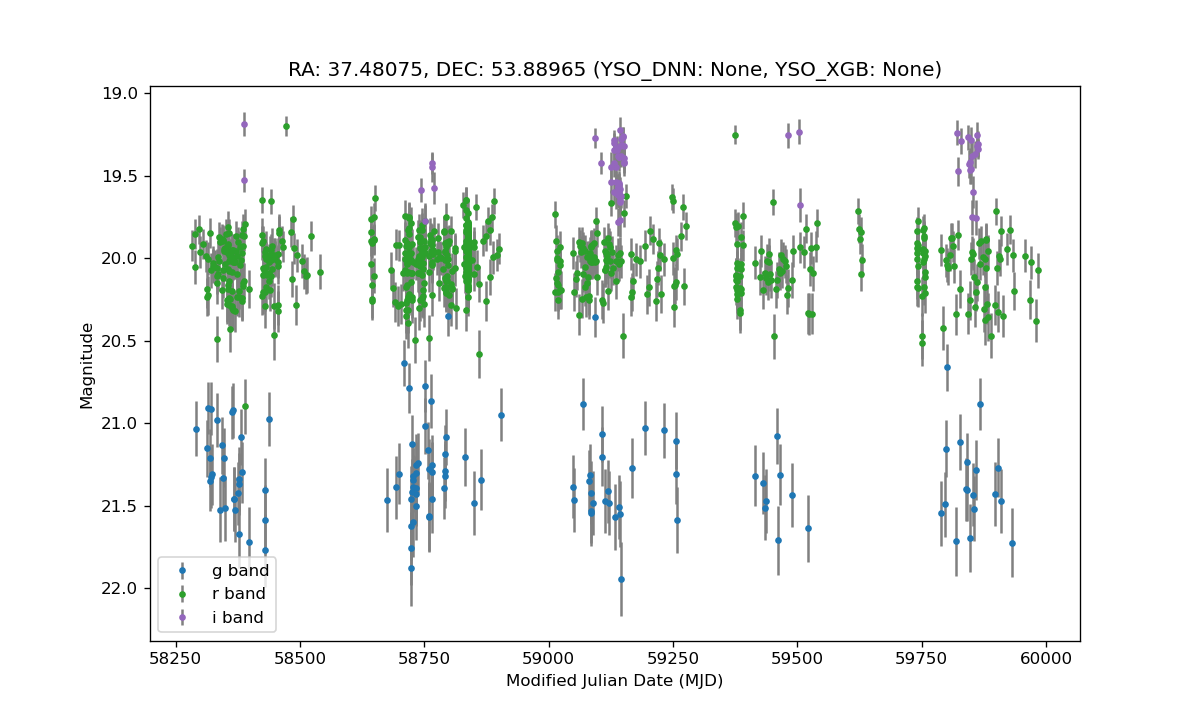 RA: 37.48075, DEC: 53.88965 (YSO_DNN: None, YSO_XGB: None)
19.0
19.5
20.0
20.5
21.0
21.5
22.0
Magnitude
g band
r band
i band
58250 58500 58750 59000 59250 59500 59750 60000
Modified Julian Date (MJD)